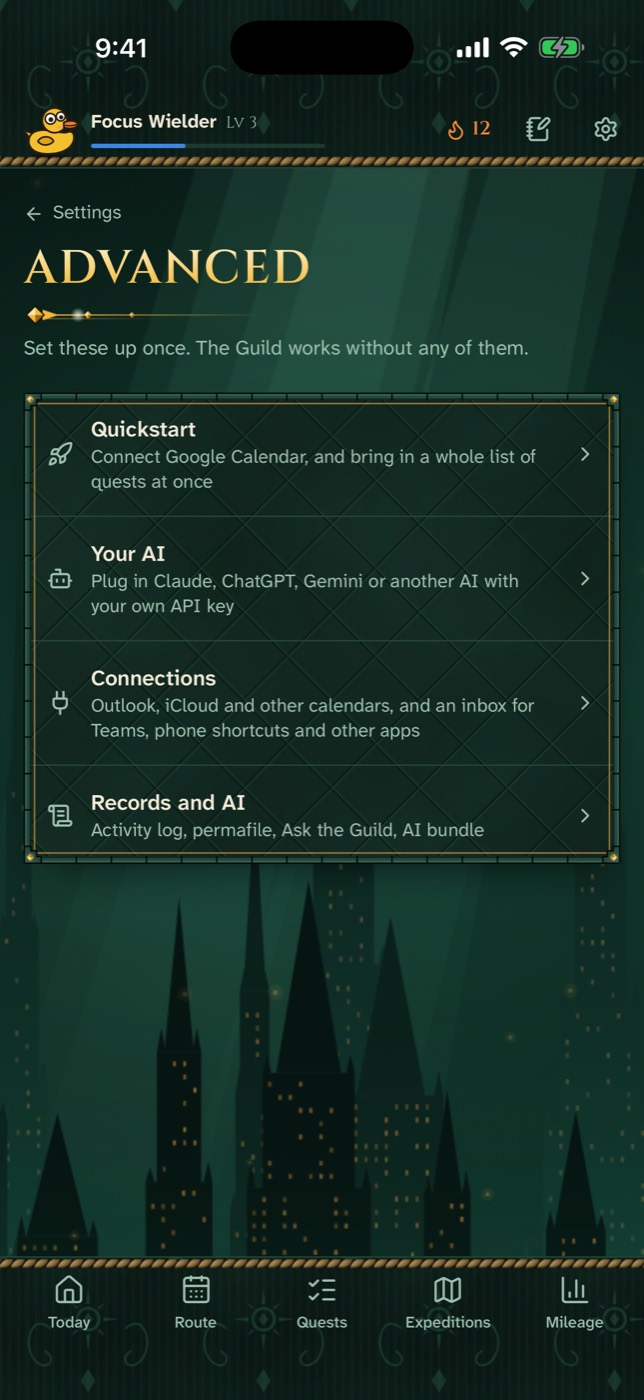 9:41
Focus Wielder Lv 3
12
Settings
ADVANCED
Set these up once. The Guild works without any of them.
Quickstart
Connect Google Calendar, and bring in a whole list of
quests at once
Your AI
Plug in Claude, ChatGPT, Gemini or another AI with
your own API key
Connections
Outlook, iCloud and other calendars, and an inbox for
Teams, phone shortcuts and other apps
Records and AI
Activity log, permafile, Ask the Guild, AI bundle
Today
Route
Quests
Expeditions
Mileage